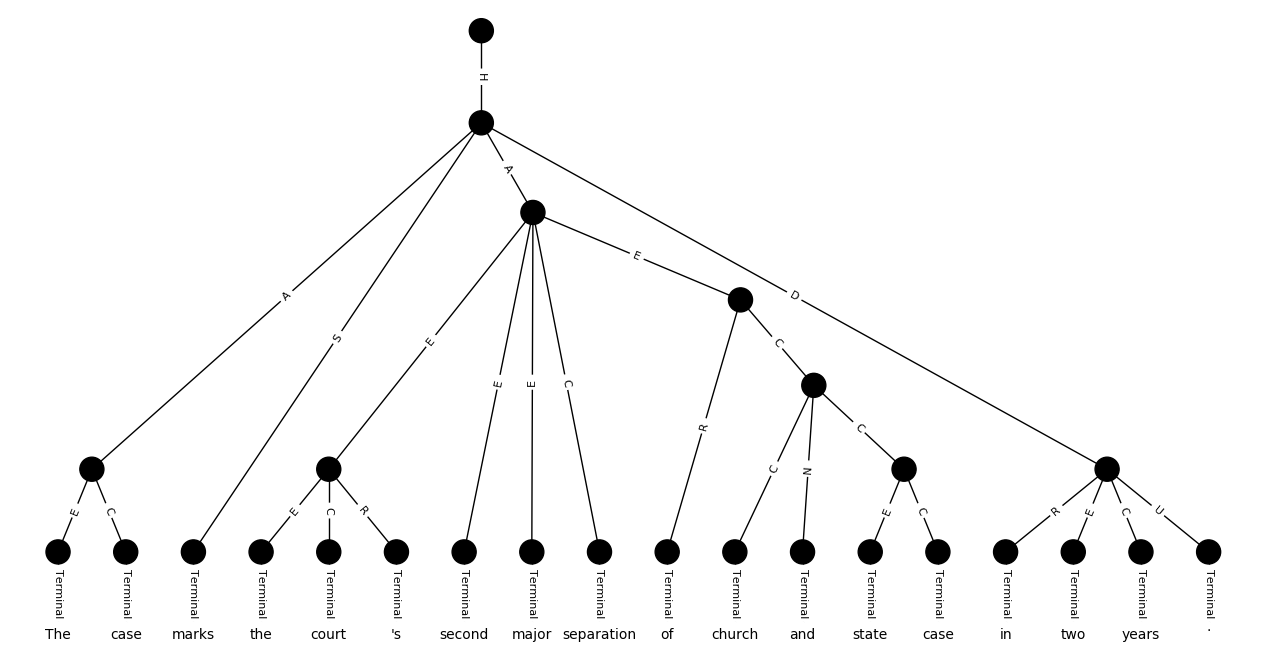 H
A
A
S
E
D
E
E
E
C
C
R
C
C
N
E
C
E
C
R
E
C
R
E
C
U
Terminal Terminal Terminal Terminal Terminal Terminal Terminal Terminal Terminal Terminal Terminal Terminal Terminal Terminal Terminal Terminal Terminal Terminal
The case marks the court 's second major separation of church and state case in two years .